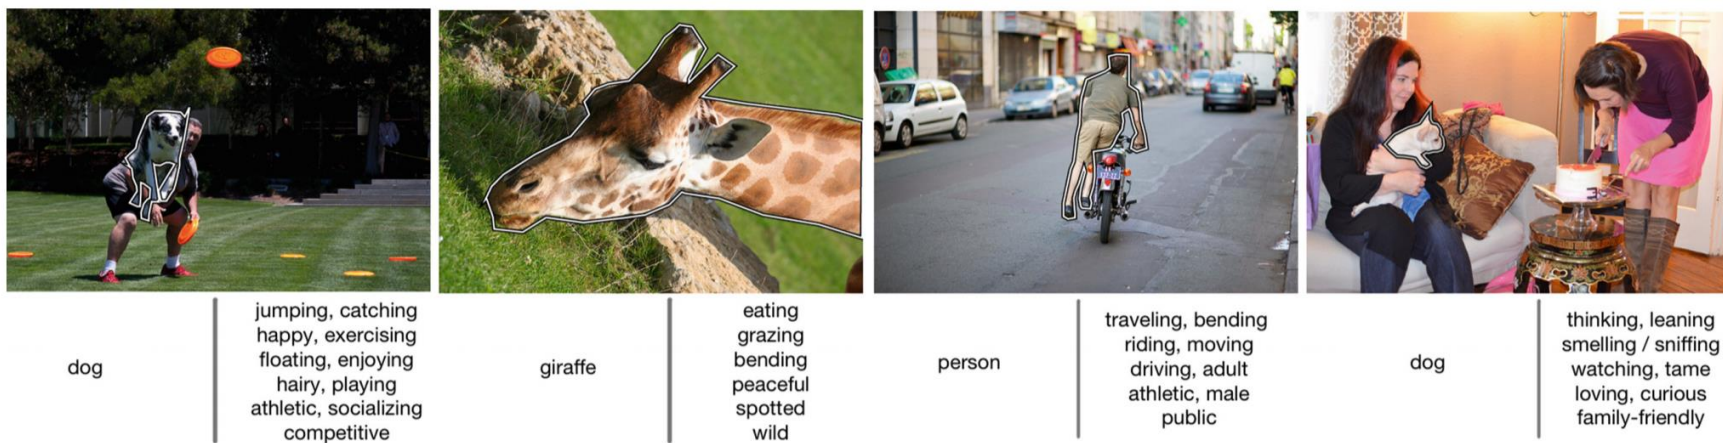 dog
jumping, catching
happy, exercising
floating, enjoying
hairy, playing
athletic, socializing
competitive
giraffe
eating
grazing
bending
peaceful
spotted
wild
person
traveling, bending
riding, moving
driving, adult
athletic, male
public
dog
thinking, leaning
smelling / sniffing
watching, tame
loving, curious
family-friendly